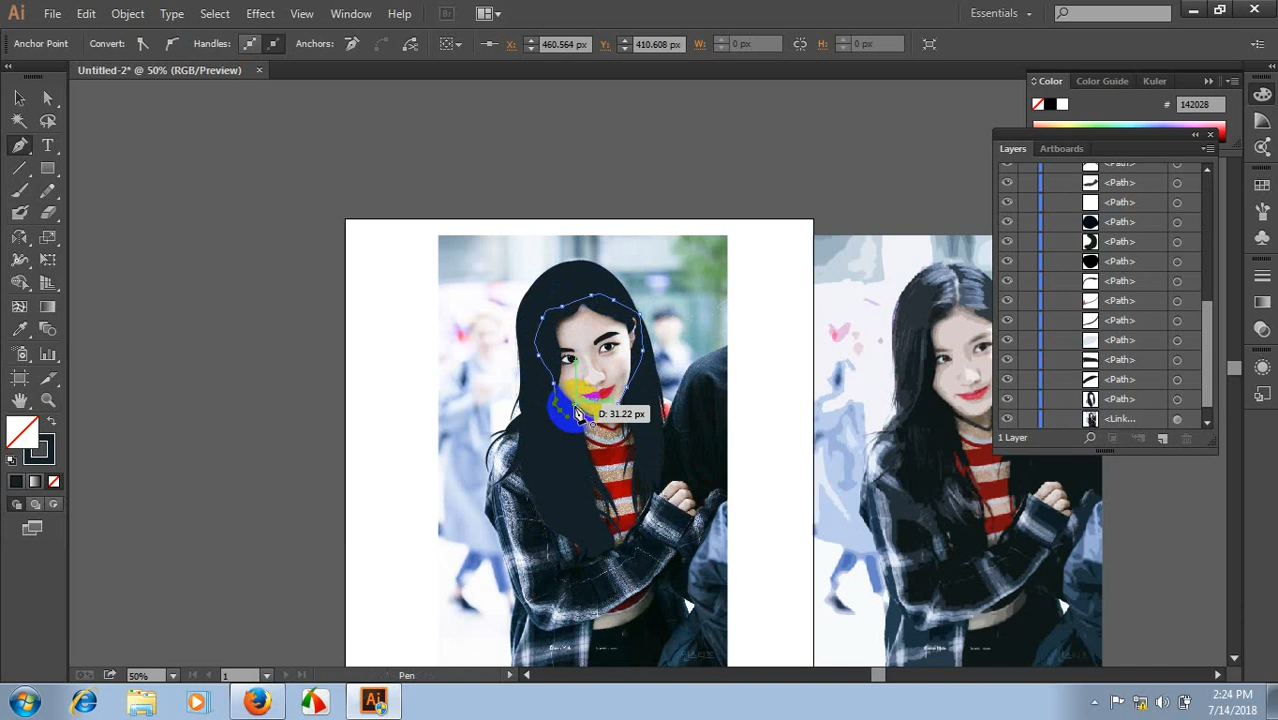 Ai File Edit Object Type Select Effect View Window Help Br Essentials
Anchor Point Convert: Handles: Anchors: X: 460.564 px Y: 410.608 px W: 0 px H: 0 px
Untitled-2* @ 50% (RGB/Preview)
Color Color Guide Kuler
# 142028
Layers Artboards
<Path>
<Path>
<Path>
<Path>
<Path>
<Path>
<Path>
<Path>
<Path>
<Path>
<Path>
<Path>
<Path>
<Link...
1 Layer
D: 31.22 px
50% 1 Pen
Ai
2:24 PM
7/14/2018